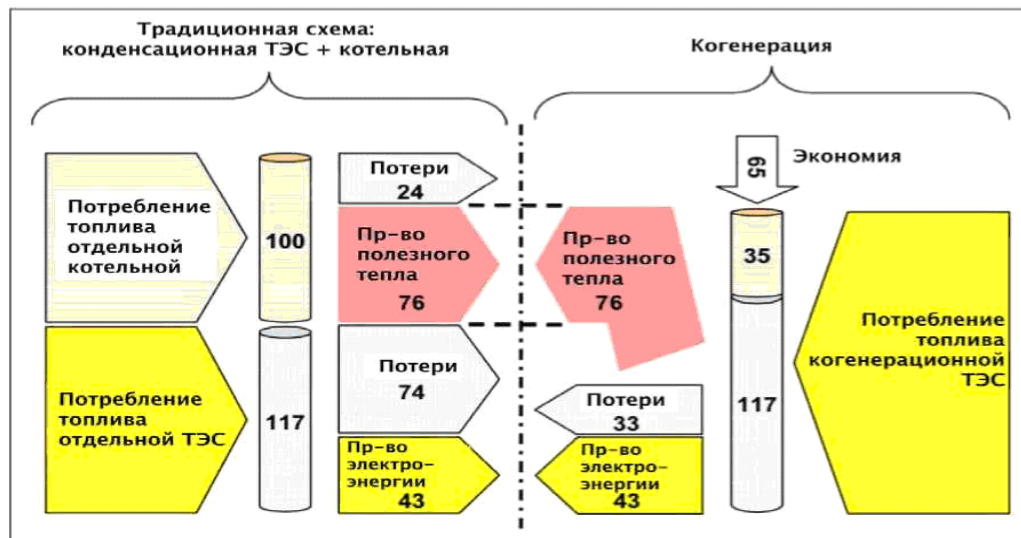 Традиционная схема:
конденсационная ТЭС + котельная
Когенерация
Потребление
топлива
отдельной
котельной
100
Потери
24
Пр-во
полезного
тепла
76
Потребление
топлива
отдельной ТЭС
117
Потери
74
Пр-во
электро-
энергии
43
Пр-во
полезного
тепла
76
Потери
33
Пр-во
электро-
энергии
43
65
Экономия
35
117
Потребление
топлива
когенерационной
ТЭС